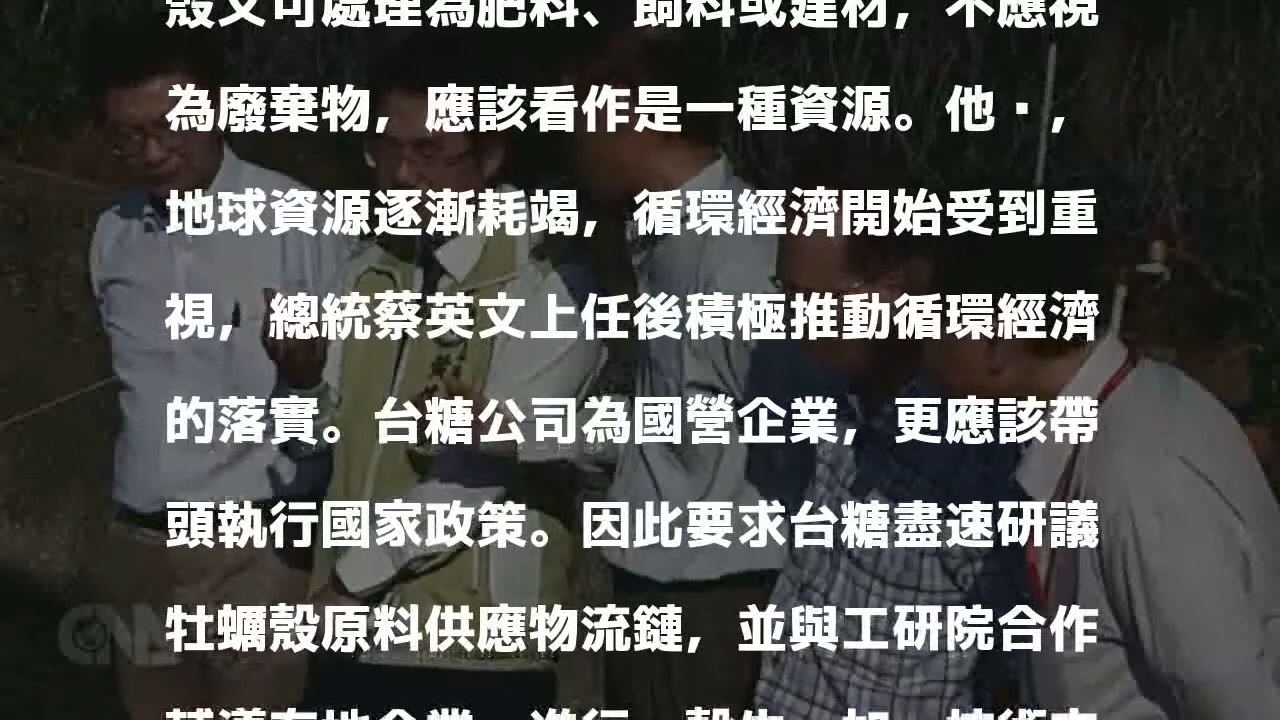 殼又可處理為肥料、飼料或建材，不應視
為廢棄物，應該看作是一種資源。他▪，
地球資源逐漸耗竭，循環經濟開始受到重
視，總統蔡英文上任後積極推動循環經濟
的落實。台糖公司為國營企業，更應該帶
頭執行國家政策。因此要求台糖盡速研議
牡蠣殼原料供應物流鏈，並與工研院合作